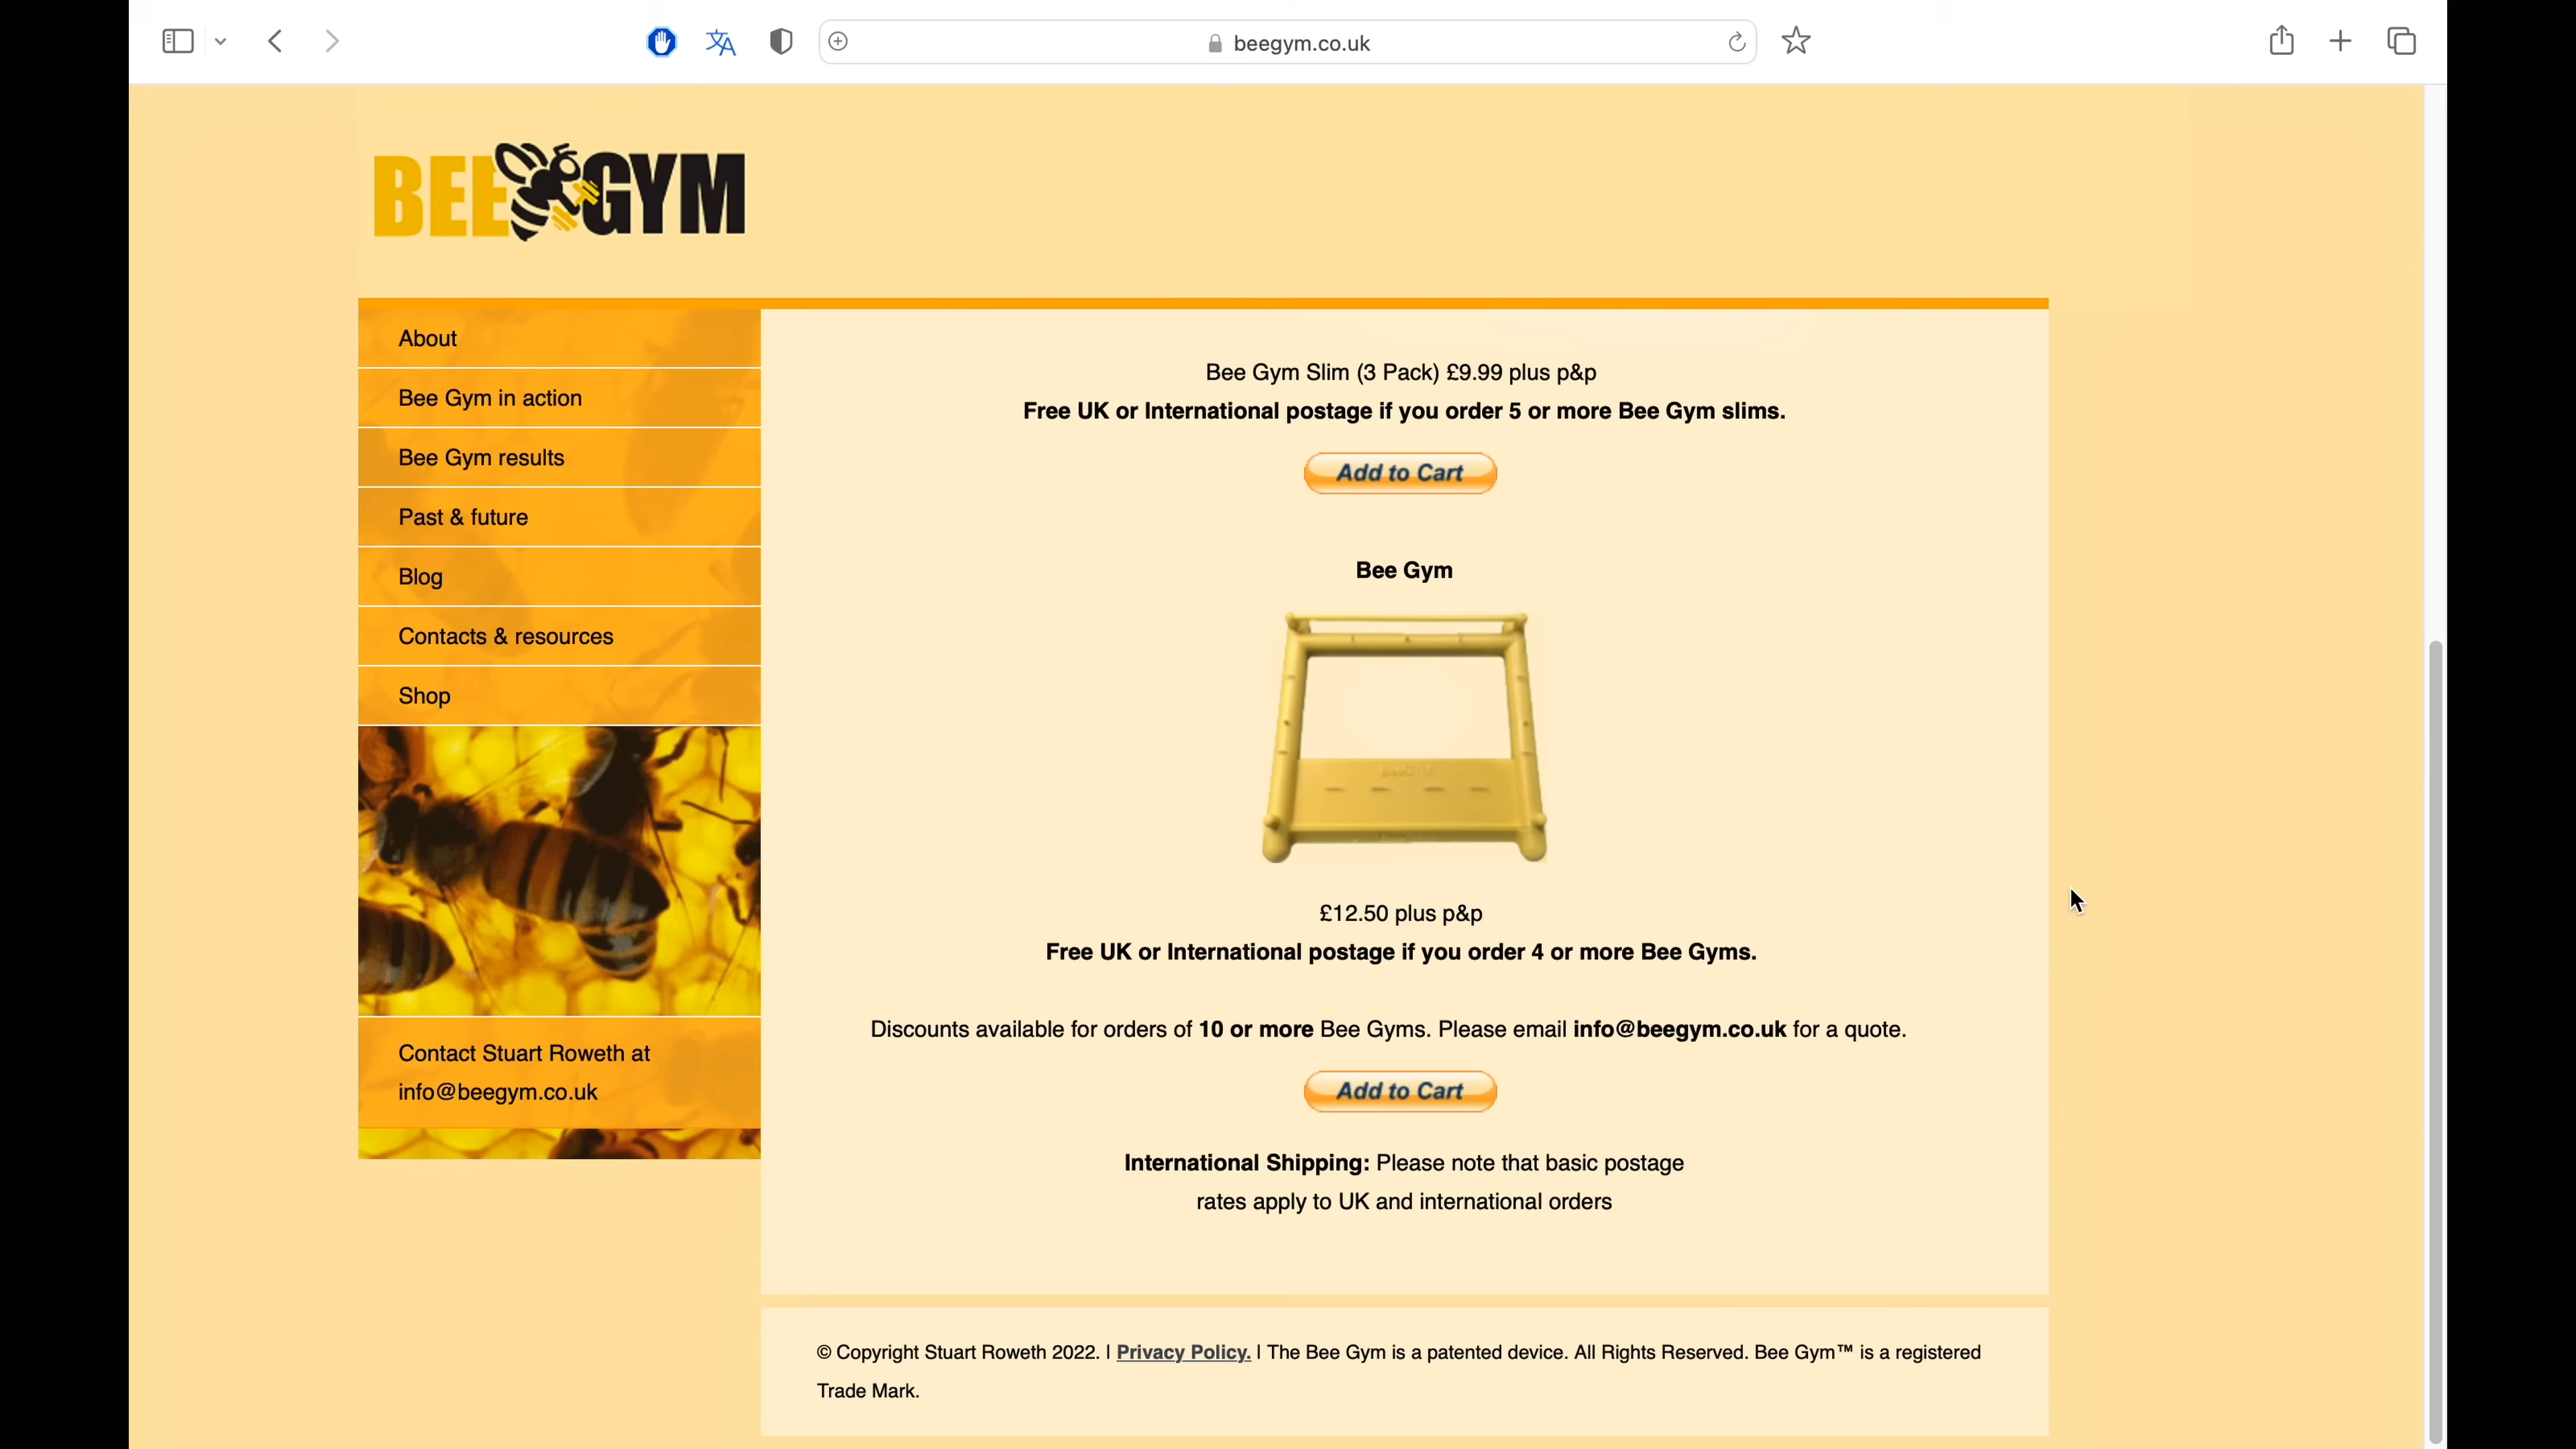 beegym.co.uk
BEE GYM
About
Bee Gym in action
Bee Gym results
Past & future
Blog
Contacts & resources
Shop
Contact Stuart Roweth at
info@beegym.co.uk
Bee Gym Slim (3 Pack) £9.99 plus p&p
Free UK or International postage if you order 5 or more Bee Gym slims.
Add to Cart
Bee Gym
£12.50 plus p&p
Free UK or International postage if you order 4 or more Bee Gyms.
Discounts available for orders of 10 or more Bee Gyms. Please email info@beegym.co.uk for a quote.
Add to Cart
International Shipping: Please note that basic postage
rates apply to UK and international orders
© Copyright Stuart Roweth 2022. | Privacy Policy. | The Bee Gym is a patented device. All Rights Reserved. Bee Gym™ is a registered
Trade Mark.